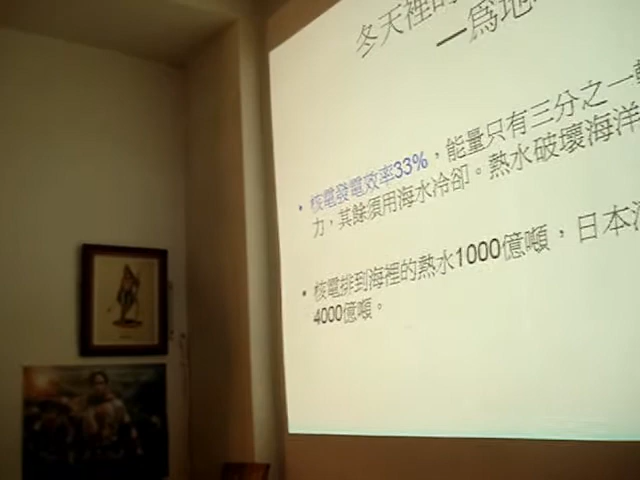 冬天裡的
—為地
• 核電發電效率33%，能量只有三分之一轉
力，其餘須用海水冷卻。熱水破壞海洋
• 核電排到海裡的熱水1000億噸，日本
4000億噸。